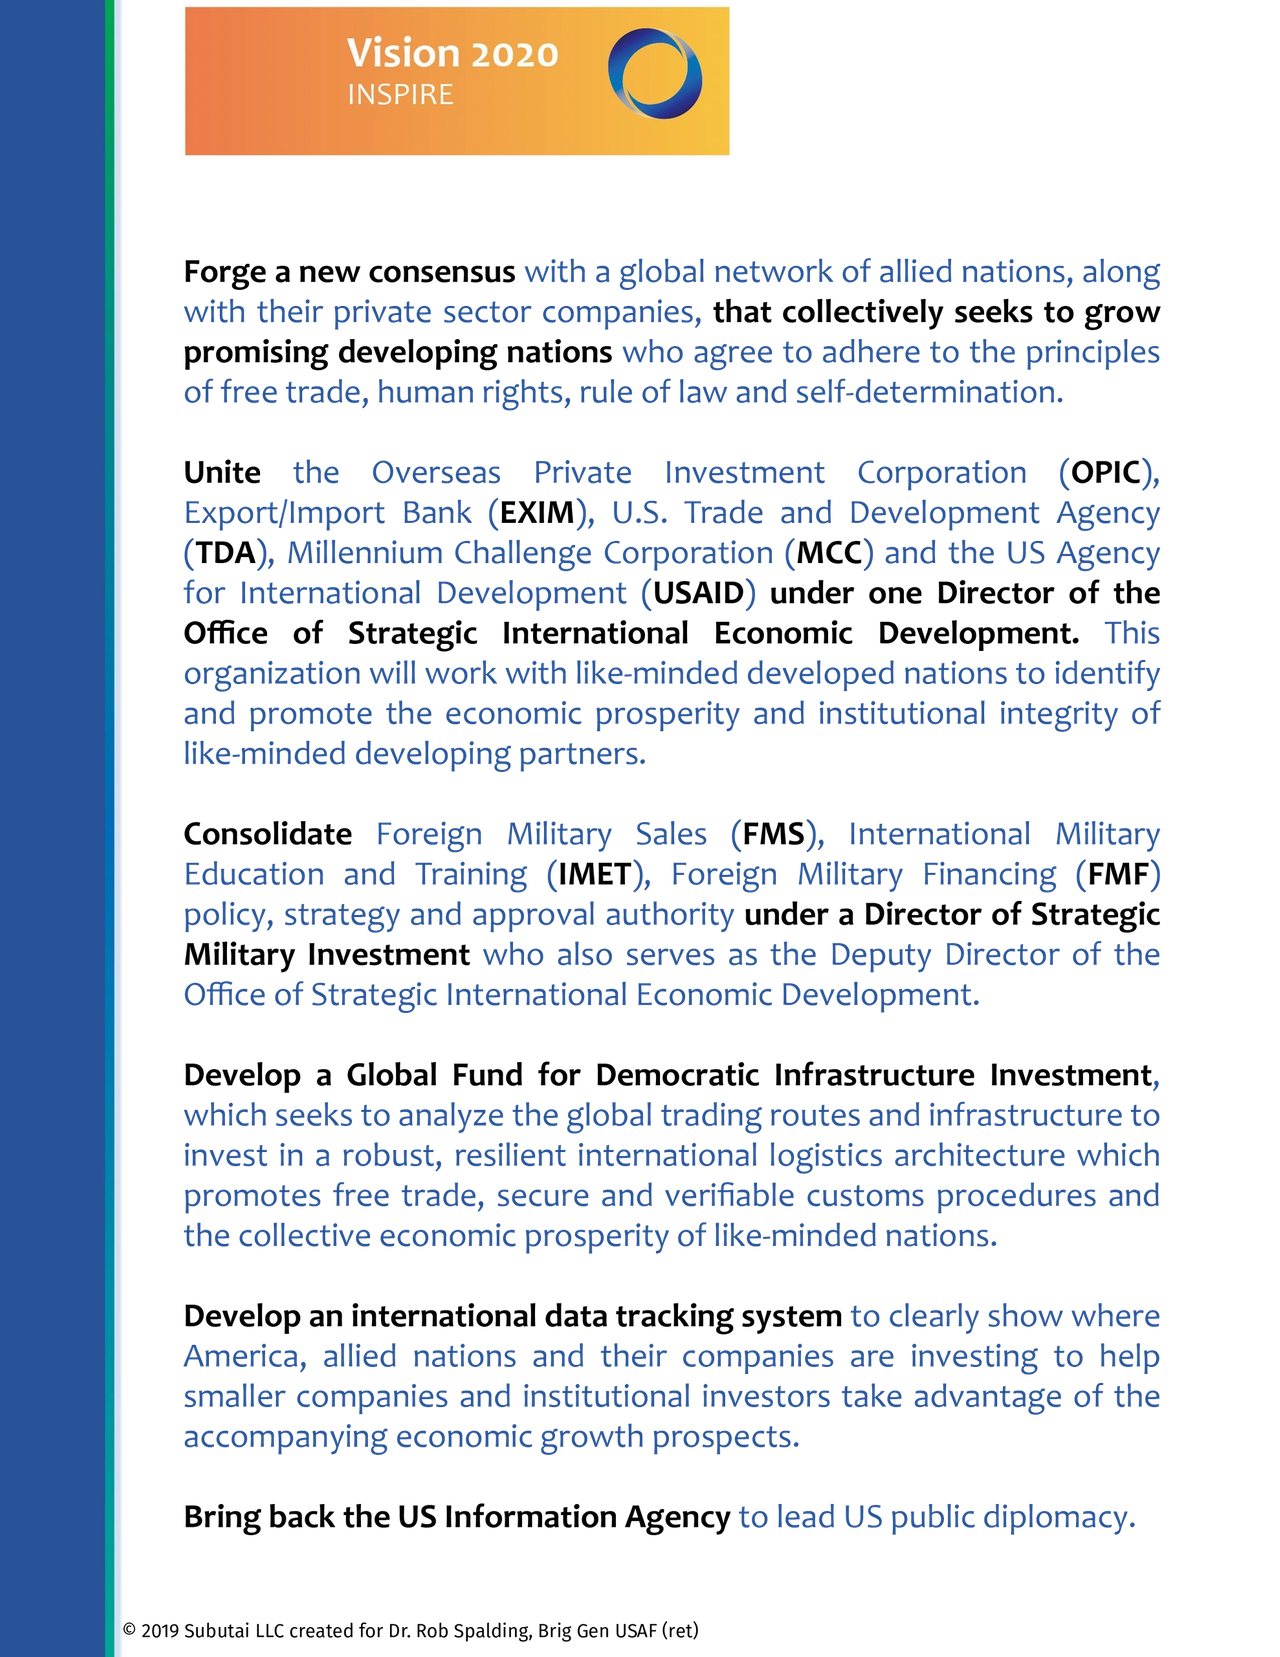 Vision 2020
INSPIRE
Forge a new consensus with a global network of allied nations, along
with their private sector companies, that collectively seeks to grow
promising developing nations who agree to adhere to the principles
of free trade, human rights, rule of law and self-determination.
Unite the Overseas Private Investment Corporation (OPIC),
Export/Import Bank (EXIM), U.S. Trade and Development Agency
(TDA), Millennium Challenge Corporation (MCC) and the US Agency
for International Development (USAID) under one Director of the
Office of Strategic International Economic Development. This
organization will work with like-minded developed nations to identify
and promote the economic prosperity and institutional integrity of
like-minded developing partners.
Consolidate Foreign Military Sales (FMS), International Military
Education and Training (IMET), Foreign Military Financing (FMF)
policy, strategy and approval authority under a Director of Strategic
Military Investment who also serves as the Deputy Director of the
Office of Strategic International Economic Development.
Develop a Global Fund for Democratic Infrastructure Investment,
which seeks to analyze the global trading routes and infrastructure to
invest in a robust, resilient international logistics architecture which
promotes free trade, secure and verifiable customs procedures and
the collective economic prosperity of like-minded nations.
Develop an international data tracking system to clearly show where
America, allied nations and their companies are investing to help
smaller companies and institutional investors take advantage of the
accompanying economic growth prospects.
Bring back the US Information Agency to lead US public diplomacy.
© 2019 Subutai LLC created for Dr. Rob Spalding, Brig Gen USAF (ret)